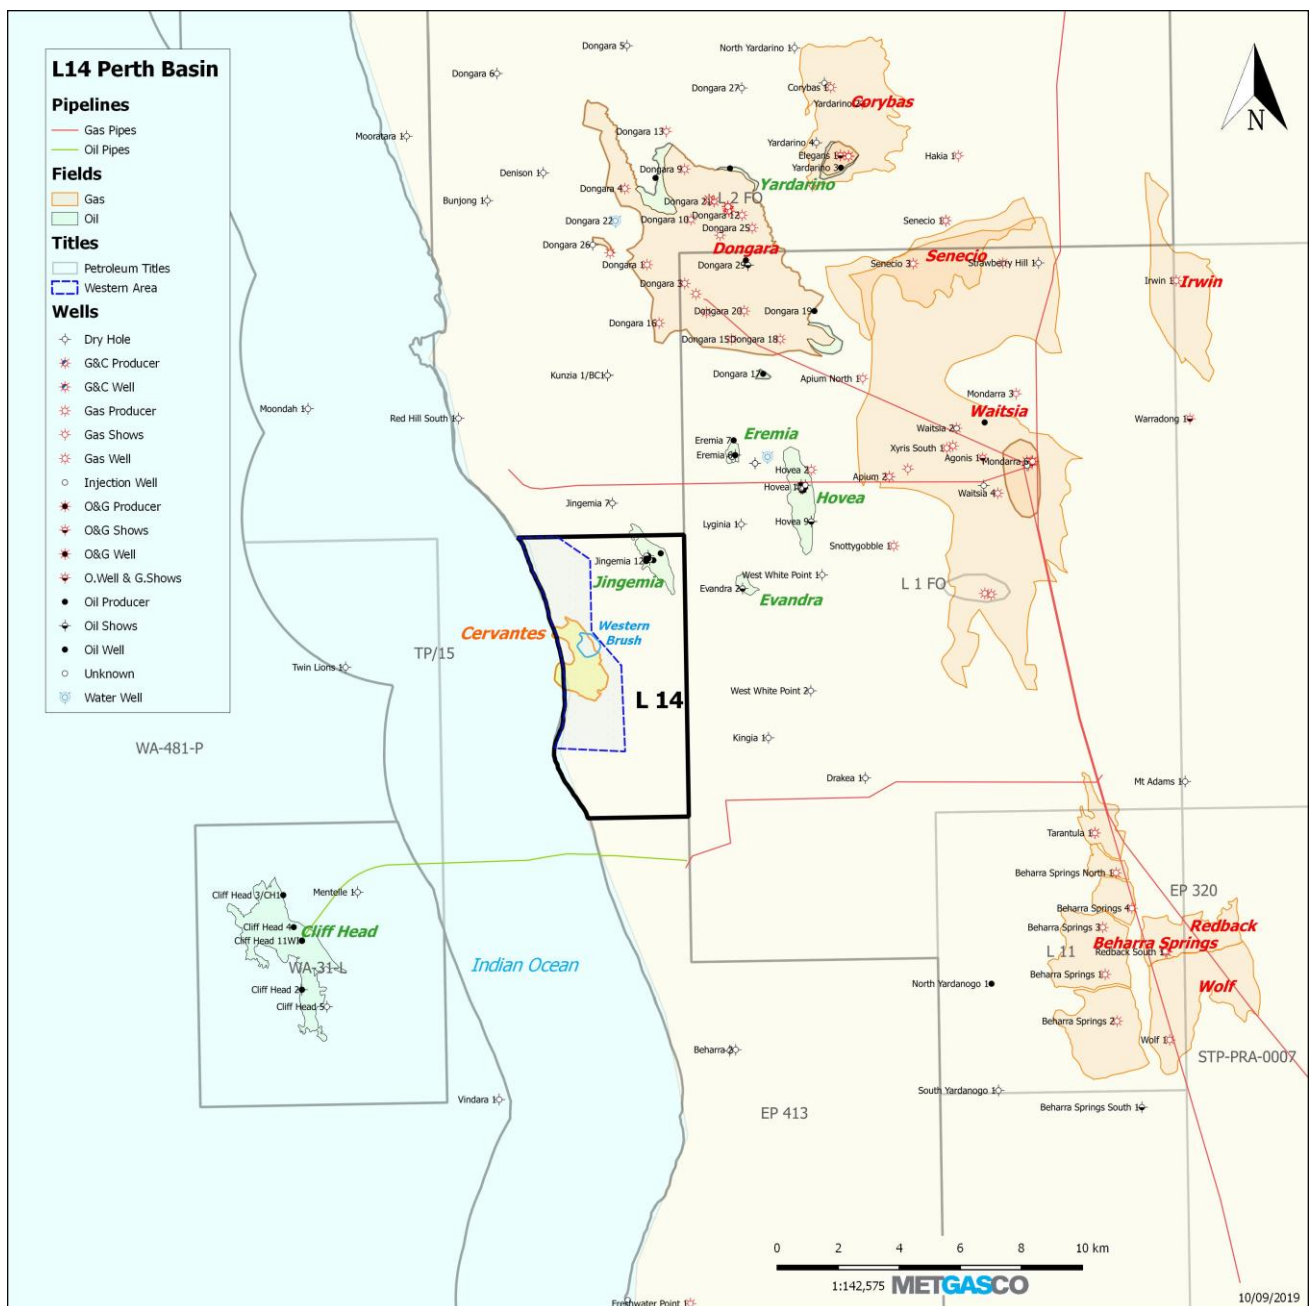 L14 Perth Basin
Pipelines
Gas Pipes
Oil Pipes
Fields
Gas
Oil
Titles
Petroleum Titles
Western Area
Wells
Dry Hole
G&C Producer
G&C Well
Gas Producer
Gas Shows
Gas Well
Injection Well
O&G Producer
O&G Shows
O&G Well
O.Well & G.Shows
Oil Producer
Oil Shows
Oil Well
Unknown
Water Well
N
Dongara 5
North Yardarino 1
Dongara 6
Dongara 27
Corybas 1
Corybas
Yardarino 2
Mooratara 1
Dongara 13
Yardarino 4
Elegans 1
Hakia 1
Denison 1
Dongara 9
Yardarino 3
Yardarino
Dongara 4
Bunjong 1
Dongara 21
L 2 FO
Dongara 22
Dongara 10
Dongara 12
Senecio 1
Dongara 25
Dongara 26
Dongara
Senecio
Dongara 1
Dongara 29
Senecio 3
Strawberry Hill 1
Dongara 3
Irwin 1
Irwin
Dongara 16
Dongara 20
Dongara 19
Dongara 15
Dongara 18
Kunzia 1/BC1
Dongara 17
Apium North 1
Mondarra 3
Moondah 1
Red Hill South 1
Waitsia
Warradong 1
Eremia
Waitsia 2
Eremia 7
Xyris South 1
Eremia 6
Agonis 1
Mondarra 5
Hovea 2
Apium 2
Hovea 1
Hovea
Waitsia 4
Jingemia 7
Lyginia 1
Hovea 9
Snottygobble 1
Jingemia 12
Jingemia
West White Point 1
L 1 FO
Evandra 2
Evandra
Cervantes
Western
Brush
TP/15
Twin Lions 1
L 14
West White Point 2
WA-481-P
Kingia 1
Drakea 1
Mt Adams 1
Tarantula 1
Beharra Springs North 1
EP 320
Cliff Head 3/CH1
Mentelle 1
Beharra Springs 4
Cliff Head 4
Cliff Head
Beharra Springs 3
Redback
Cliff Head 11WI
Beharra Springs
L 11
Redback South 1
WA-31-L
Indian Ocean
Beharra Springs 1
North Yardanogo 1
Wolf
Cliff Head 2
Cliff Head 5
Beharra Springs 2
Wolf 1
Beharra 2
STP-PRA-0007
Vindara 1
South Yardanogo 1
Beharra Springs South 1
EP 413
0 2 4 6 8 10 km
1:142,575 METGASCO
Freshwater Point 1
10/09/2019